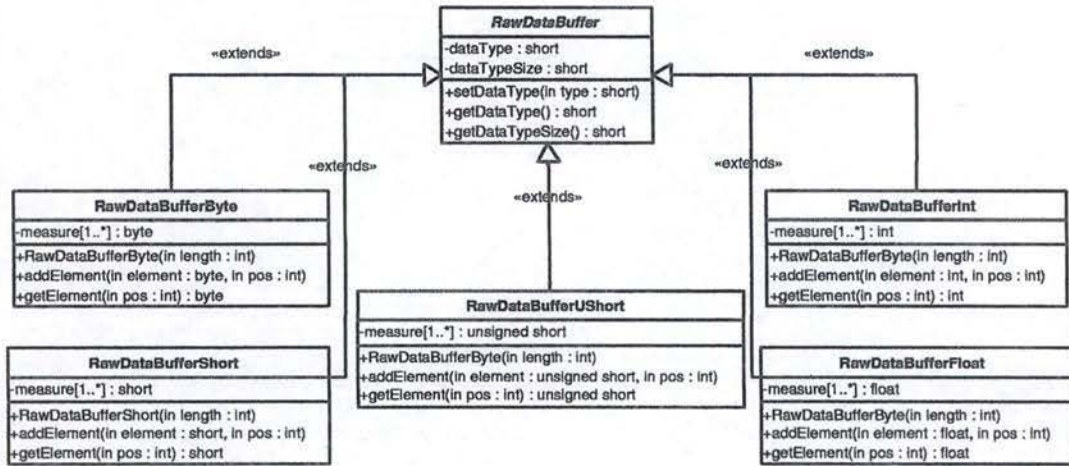 RawDataBuffer
-dataType : short
-dataTypeSize : short
+setDataType(in type : short)
+getDataType() : short
+getDataTypeSize() : short
«extends»
«extends»
«extends»
«extends»
«extends»
RawDataBufferByte
-measure[1..*] : byte
+RawDataBufferByte(in length : int)
+addElement(in element : byte, in pos : int)
+getElement(in pos : int) : byte
RawDataBufferInt
-measure[1..*] : int
+RawDataBufferByte(in length : int)
+addElement(in element : int, in pos : int)
+getElement(in pos : int) : int
RawDataBufferUShort
-measure[1..*] : unsigned short
+RawDataBufferByte(in length : int)
+addElement(in element : unsigned short, in pos : int)
+getElement(in pos : int) : unsigned short
RawDataBufferShort
-measure[1..*] : short
+RawDataBufferShort(in length : int)
+addElement(in element : short, in pos : int)
+getElement(in pos : int) : short
RawDataBufferFloat
-measure[1..*] : float
+RawDataBufferByte(in length : int)
+addElement(in element : float, in pos : int)
+getElement(in pos : int) : float